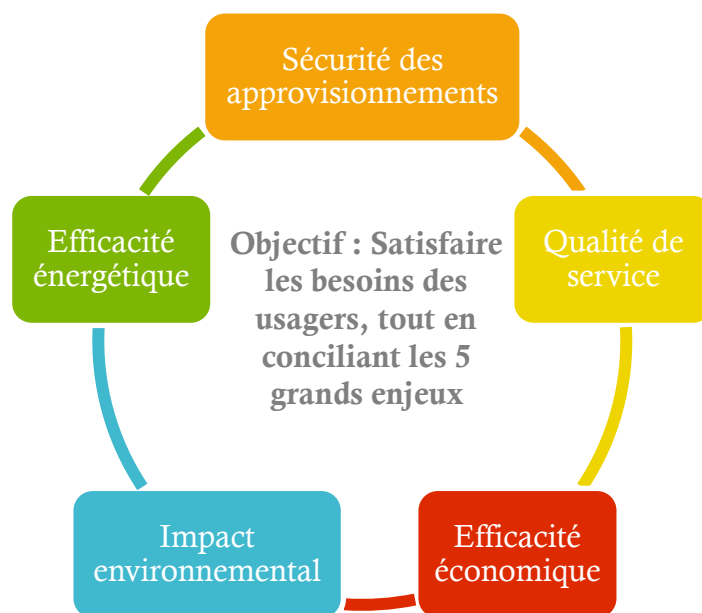 Sécurité des
approvisionnements
Efficacité
énergétique
Objectif : Satisfaire
les besoins des
usagers, tout en
conciliant les 5
grands enjeux
Qualité de
service
Impact
environnemental
Efficacité
économique